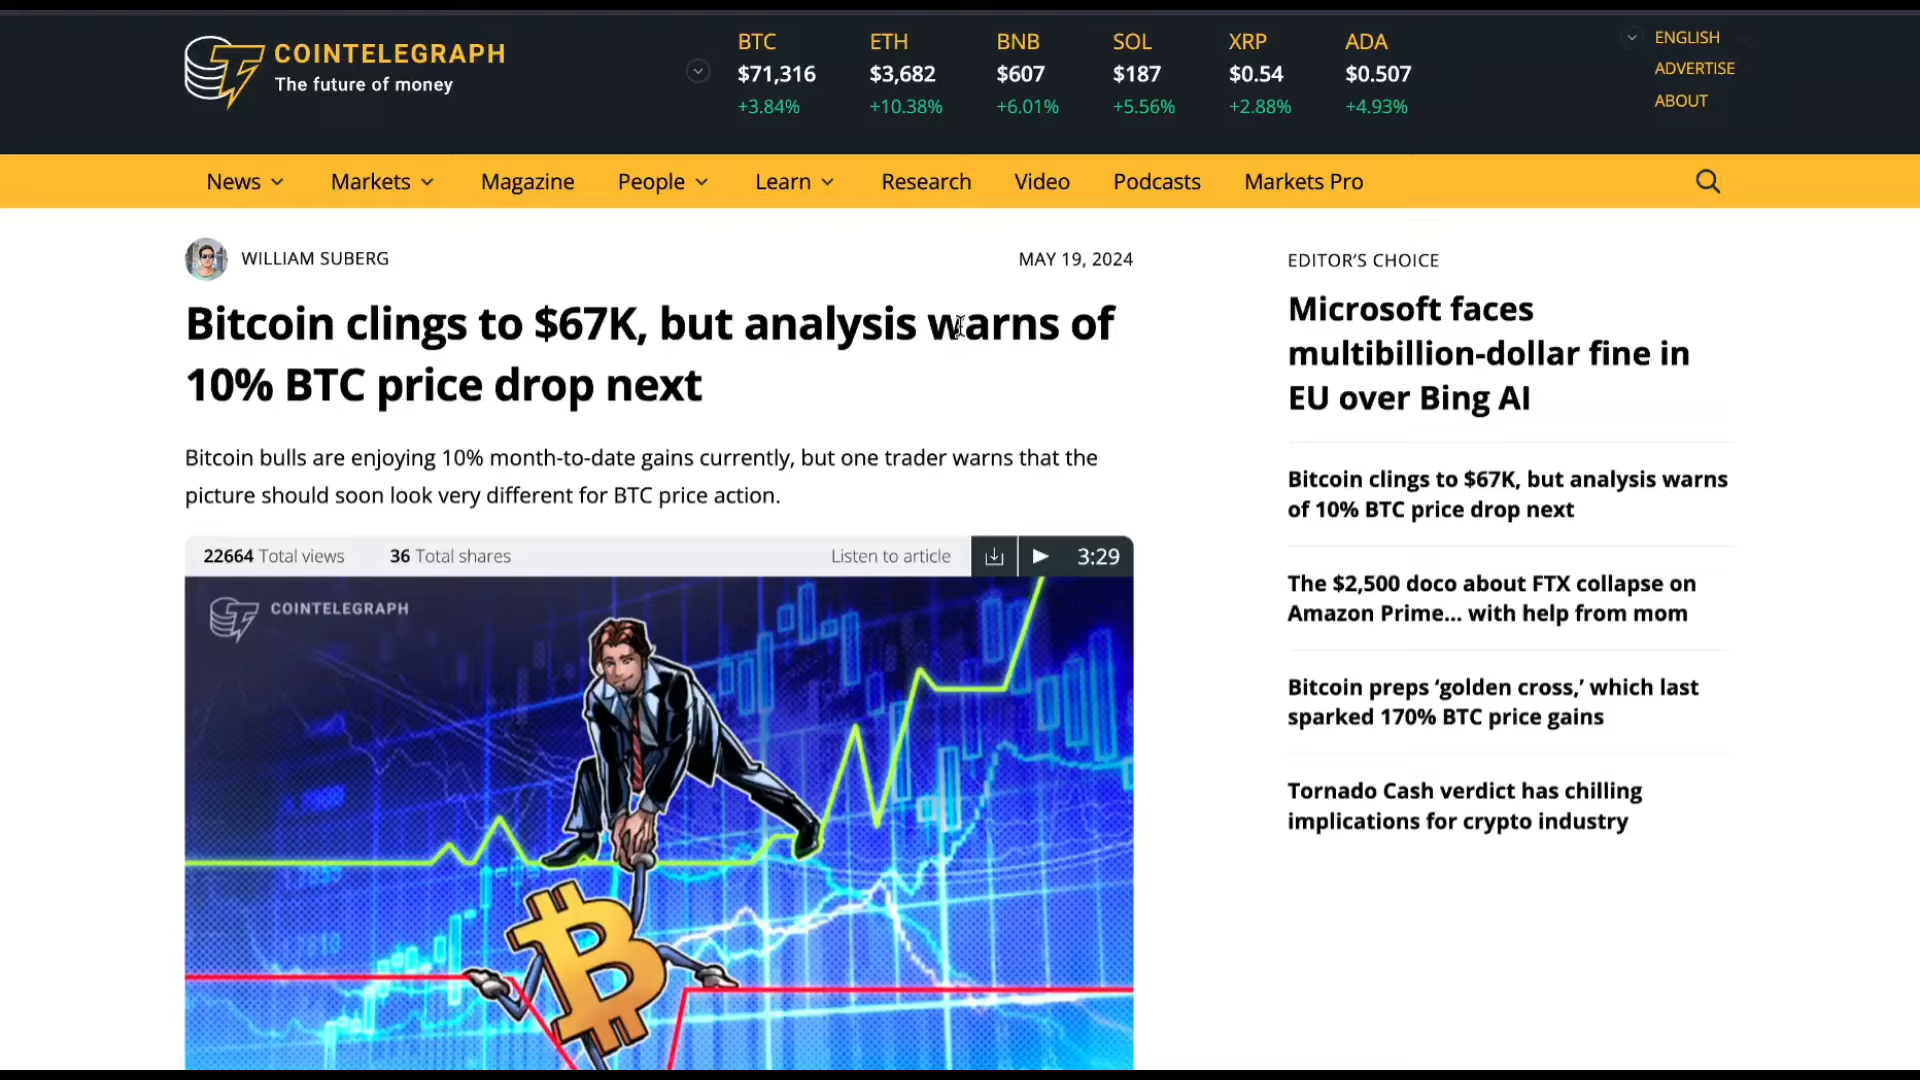 COINTELEGRAPH
The future of money
BTC
$71,316
+3.84%
ETH
$3,682
+10.38%
BNB
$607
+6.01%
SOL
$187
+5.56%
XRP
$0.54
+2.88%
ADA
$0.507
+4.93%
ENGLISH
ADVERTISE
ABOUT
News Markets Magazine People Learn Research Video Podcasts Markets Pro
WILLIAM SUBERG MAY 19, 2024
Bitcoin clings to $67K, but analysis warns of
10% BTC price drop next
Bitcoin bulls are enjoying 10% month-to-date gains currently, but one trader warns that the
picture should soon look very different for BTC price action.
22664 Total views 36 Total shares Listen to article 3:29
COINTELEGRAPH
EDITOR’S CHOICE
Microsoft faces
multibillion-dollar fine in
EU over Bing AI
Bitcoin clings to $67K, but analysis warns
of 10% BTC price drop next
The $2,500 doco about FTX collapse on
Amazon Prime... with help from mom
Bitcoin preps ‘golden cross,’ which last
sparked 170% BTC price gains
Tornado Cash verdict has chilling
implications for crypto industry